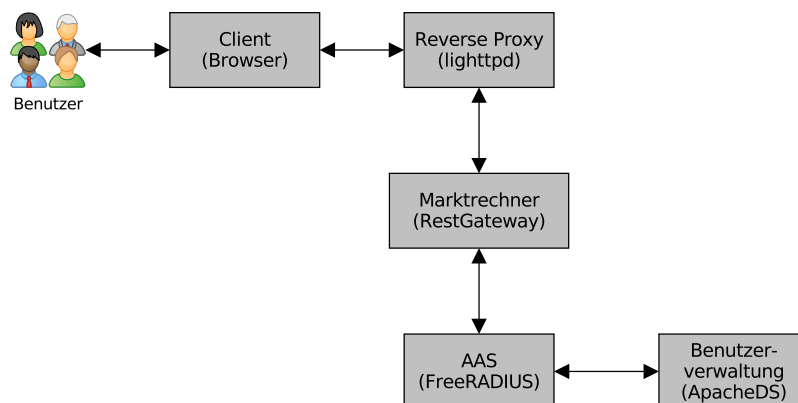 Client
(Browser)
Reverse Proxy
(lighttpd)
Benutzer
Marktrechner
(RestGateway)
AAS
(FreeRADIUS)
Benutzer-
verwaltung
(ApacheDS)